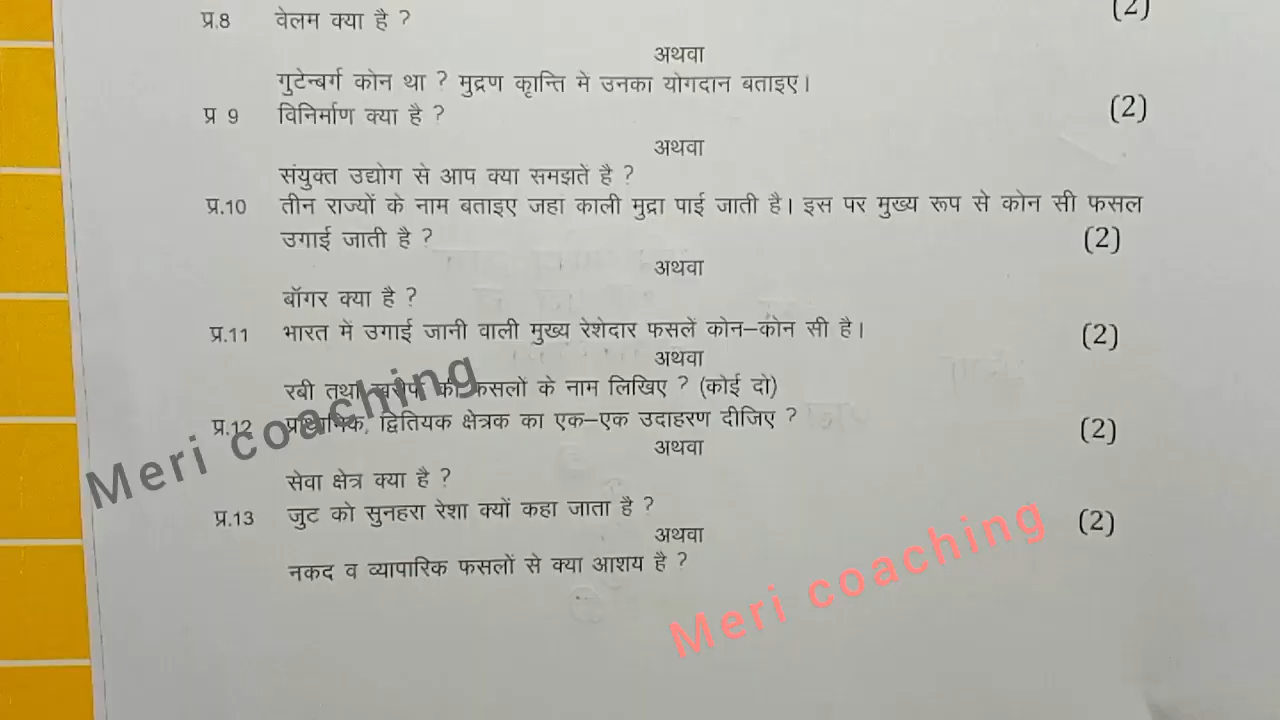 प्र.8 वेलम क्या है ? (2)
अथवा
गुटेन्बर्ग कोन था ? मुद्रण कृान्ति मे उनका योगदान बताइए।
प्र 9 विनिर्माण क्या है ? (2)
अथवा
संयुक्त उद्योग से आप क्या समझतें है ?
प्र.10 तीन राज्यों के नाम बताइए जहा काली मुद्रा पाई जाती है। इस पर मुख्य रूप से कोन सी फसल
उगाई जाती है ? (2)
अथवा
बॉगर क्या है ?
प्र.11 भारत में उगाई जानी वाली मुख्य रेशेदार फसलें कोन–कोन सी है। (2)
अथवा
रबी तथा खरीफ की फसलों के नाम लिखिए ? (कोई दो)
प्र.12 प्राथमिक, द्वितियक क्षेत्रक का एक–एक उदाहरण दीजिए ? (2)
अथवा
सेवा क्षेत्र क्या है ?
प्र.13 जुट को सुनहरा रेशा क्यों कहा जाता है ? (2)
अथवा
नकद व व्यापारिक फसलों से क्या आशय है ?
Meri coaching
Meri coaching